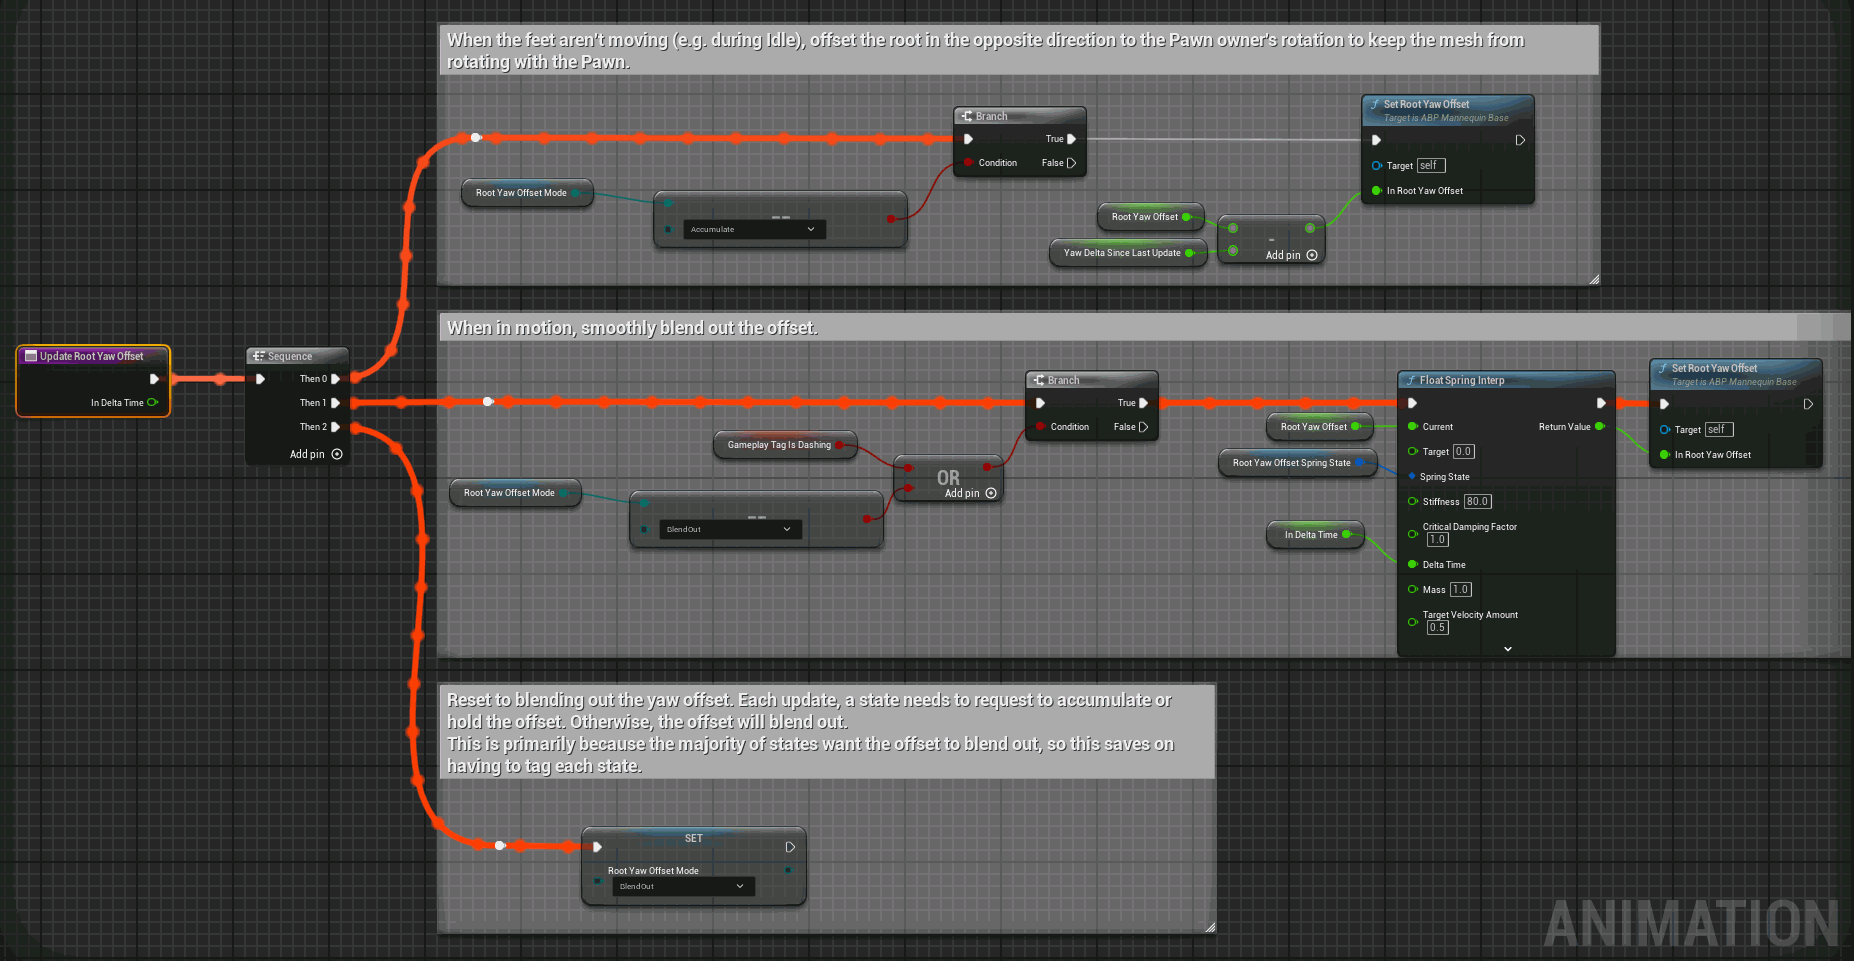 When the feet aren't moving (e.g. during Idle), offset the root in the opposite direction to the Pawn owner's rotation to keep the mesh from
rotating with the Pawn.
Branch
True
Condition
False
Set Root Yaw Offset
Target is ABP Mannequin Base
Target self
In Root Yaw Offset
Root Yaw Offset Mode
==
Accumulate
Root Yaw Offset
Yaw Delta Since Last Update
-
Add pin
When in motion, smoothly blend out the offset.
Update Root Yaw Offset
In Delta Time
Sequence
Then 0
Then 1
Then 2
Add pin
Branch
True
Condition
False
Gameplay Tag Is Dashing
OR
Add pin
Root Yaw Offset Mode
==
BlendOut
Root Yaw Offset
Root Yaw Offset Spring State
In Delta Time
Float Spring Interp
Current
Return Value
Target 0.0
Spring State
Stiffness 80.0
Critical Damping Factor
1.0
Delta Time
Mass 1.0
Target Velocity Amount
0.5
Set Root Yaw Offset
Target is ABP Mannequin Base
Target self
In Root Yaw Offset
Reset to blending out the yaw offset. Each update, a state needs to request to accumulate or
hold the offset. Otherwise, the offset will blend out.
This is primarily because the majority of states want the offset to blend out, so this saves on
having to tag each state.
SET
Root Yaw Offset Mode
BlendOut
ANIMATION